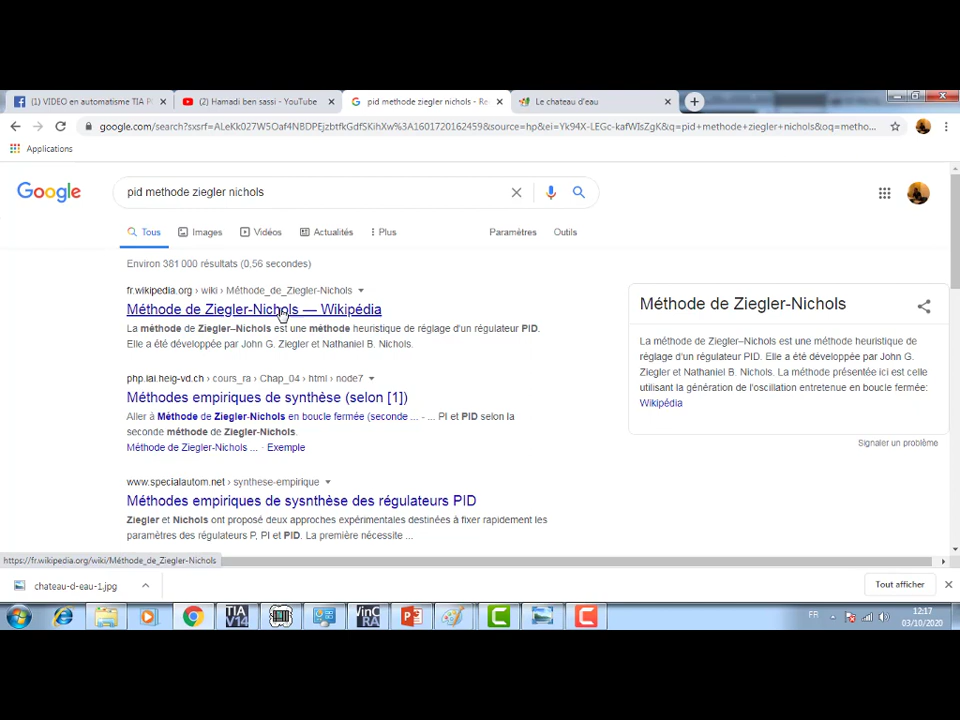 (1) VIDEO en automatisme TIA P
(2) Hamadi ben sassi - YouTube
pid methode ziegler nichols - Re
Le chateau d'eau
google.com/search?sxsrf=ALeKk027W5Oaf4N8DPEjzbtfkGdfSKihXw%3A1601720162459&source=hp&ei=Yk94X-LEGc-kafWIsZgK&q=pid+methode+ziegler+nichols&oq=metho...
Applications
Google
pid methode ziegler nichols
Tous
Images
Vidéos
Actualités
Plus
Paramètres
Outils
Environ 381 000 résultats (0,56 secondes)
fr.wikipedia.org › wiki › Méthode_de_Ziegler-Nichols
Méthode de Ziegler-Nichols — Wikipédia
La méthode de Ziegler–Nichols est une méthode heuristique de réglage d'un régulateur PID.
Elle a été développée par John G. Ziegler et Nathaniel B. Nichols.
php.iai.heig-vd.ch › cours_ra › Chap_04 › html › node7
Méthodes empiriques de synthèse (selon [1])
Aller à Méthode de Ziegler-Nichols en boucle fermée (seconde ... - ... PI et PID selon la
seconde méthode de Ziegler-Nichols.
Méthode de Ziegler-Nichols ... · Exemple
www.specialautom.net › synthese-empirique
Méthodes empiriques de sysnthèse des régulateurs PID
Ziegler et Nichols ont proposé deux approches expérimentales destinées à fixer rapidement les
paramètres des régulateurs P, PI et PID. La première nécessite ...
Méthode de Ziegler-Nichols
La méthode de Ziegler–Nichols est une méthode heuristique de
réglage d'un régulateur PID. Elle a été développée par John G.
Ziegler et Nathaniel B. Nichols. La méthode présentée ici est celle
utilisant la génération de l'oscillation entretenue en boucle fermée:
Wikipédia
Signaler un problème
https://fr.wikipedia.org/wiki/Méthode_de_Ziegler-Nichols
chateau-d-eau-1.jpg
Tout afficher
TIA
V14
WinC
RA
FR
12:17
03/10/2020